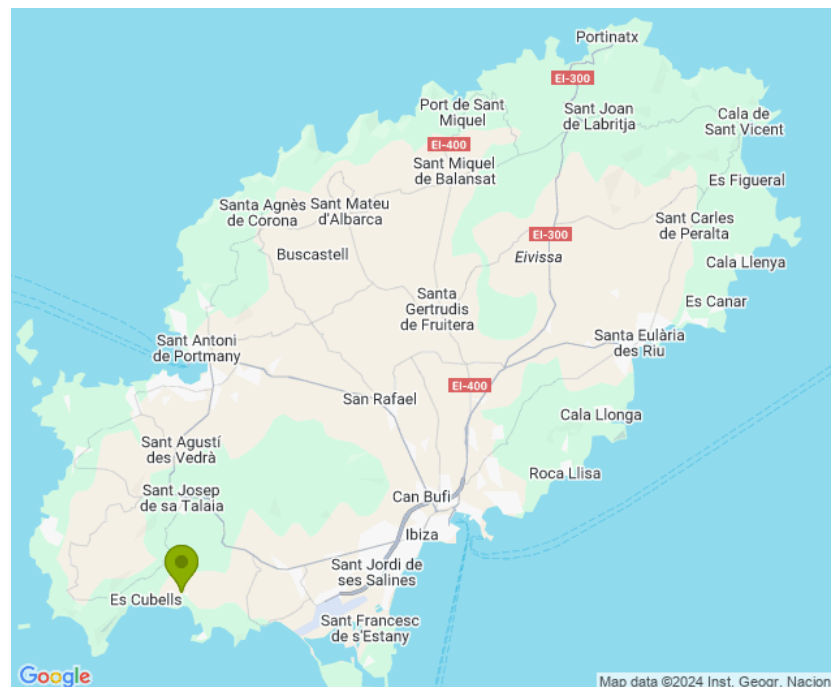 Portinatx
EI-300
Port de Sant
Miquel
Sant Joan
de Labritja
Cala de
Sant Vicent
EI-400
Sant Miquel
de Balansat
Es Figueral
Santa Agnès
de Corona
Sant Mateu
d'Albarca
Sant Carles
de Peralta
EI-300
Buscastell
Eivissa
Cala Llenya
Santa
Gertrudis
de Fruitera
Es Canar
Sant Antoni
de Portmany
Santa Eulària
des Riu
EI-400
San Rafael
Cala Llonga
Sant Agustí
des Vedrà
Roca Llisa
Sant Josep
de sa Talaia
Can Bufi
Ibiza
Sant Jordi de
ses Salines
Es Cubells
Sant Francesc
de s'Estany
Google
Map data ©2024 Inst. Geogr. Nacion